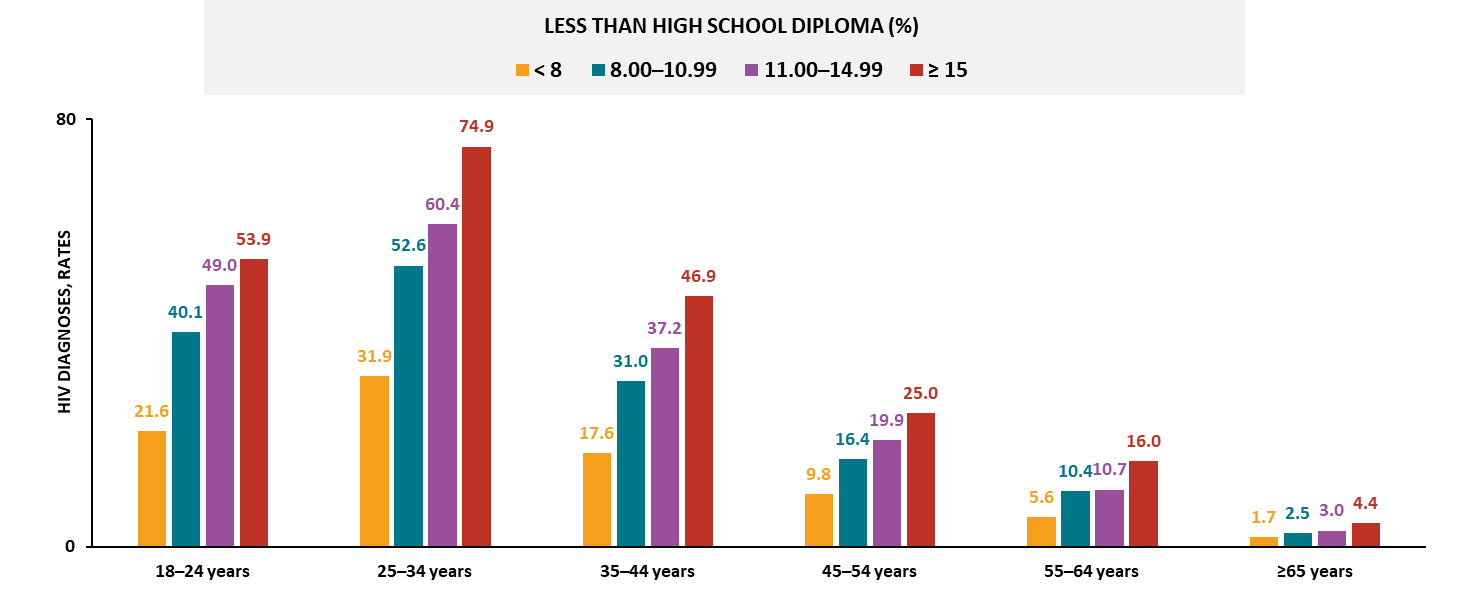 LESS THAN HIGH SCHOOL DIPLOMA (%)
< 8 8.00–10.99 11.00–14.99 ≥ 15
80
0
HIV DIAGNOSES, RATES
21.6 40.1 49.0 53.9
31.9 52.6 60.4 74.9
17.6 31.0 37.2 46.9
9.8 16.4 19.9 25.0
5.6 10.4 10.7 16.0
1.7 2.5 3.0 4.4
18–24 years 25–34 years 35–44 years 45–54 years 55–64 years ≥65 years